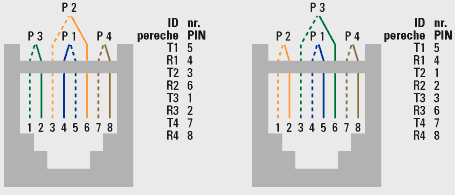 P 2
P 3 P 1 P 4
1 2 3 4 5 6 7 8
ID nr.
pereche PIN
T1 5
R1 4
T2 3
R2 6
T3 1
R3 2
T4 7
R4 8
P 3
P 2 P 1 P 4
1 2 3 4 5 6 7 8
ID nr.
pereche PIN
T1 5
R1 4
T2 1
R2 2
T3 3
R3 6
T4 7
R4 8